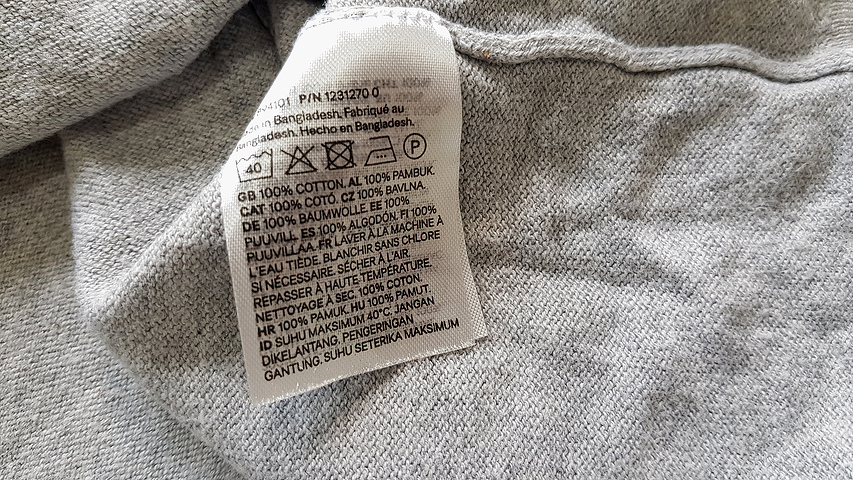 P/N 1231270 0
in Bangladesh. Fabriqué au
Bangladesh. Hecho en Bangladesh.
40 P
GB 100% COTTON. AL 100% PAMBUK.
CAT 100% COTÓ. CZ 100% BAVLNA.
DE 100% BAUMWOLLE. EE 100%
PUUVILL. ES 100% ALGODÓN. FI 100%
PUUVILLAA. FR LAVER À LA MACHINE À
L'EAU TIÈDE. BLANCHIR SANS CHLORE
SI NÉCESSAIRE. SÉCHER À L'AIR.
REPASSER À HAUTE TEMPÉRATURE.
NETTOYAGE À SEC. 100% COTON.
HR 100% PAMUK. HU 100% PAMUT.
ID SUHU MAKSIMUM 40°C. JANGAN
DIKELANTANG. PENGERINGAN
GANTUNG. SUHU SETERIKA MAKSIMUM